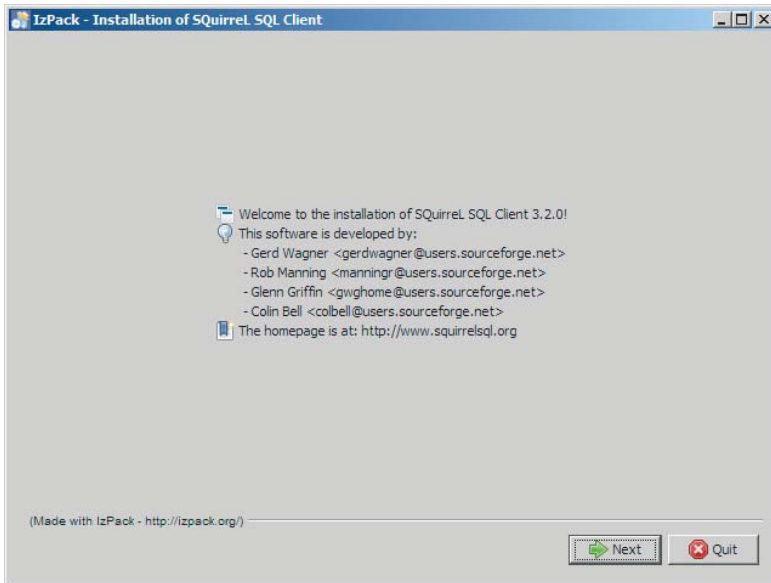 IzPack - Installation of SQuirreL SQL Client
Welcome to the installation of SQuirreL SQL Client 3.2.0!
This software is developed by:
- Gerd Wagner <gerdwagner@users.sourceforge.net>
- Rob Manning <manningr@users.sourceforge.net>
- Glenn Griffin <gwghome@users.sourceforge.net>
- Colin Bell <colbell@users.sourceforge.net>
The homepage is at: http://www.squirrelsql.org
(Made with IzPack - http://izpack.org/)
Next Quit